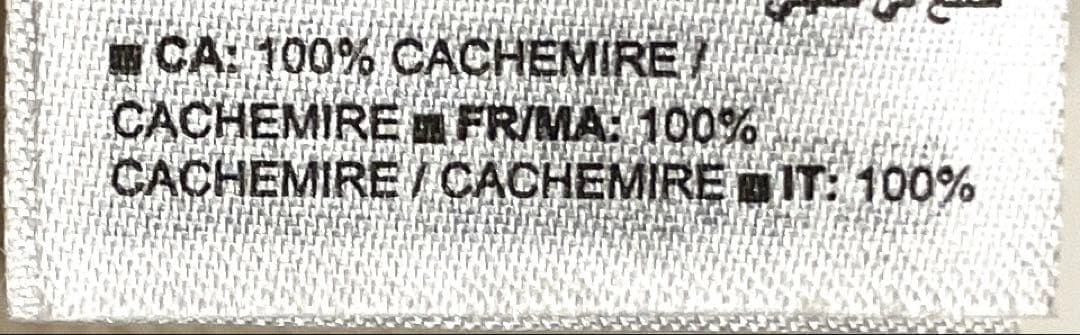 ■ CA: 100% CACHEMIRE /
CACHEMIRE ■ FR/MA: 100%
CACHEMIRE / CACHEMIRE ■ IT: 100%